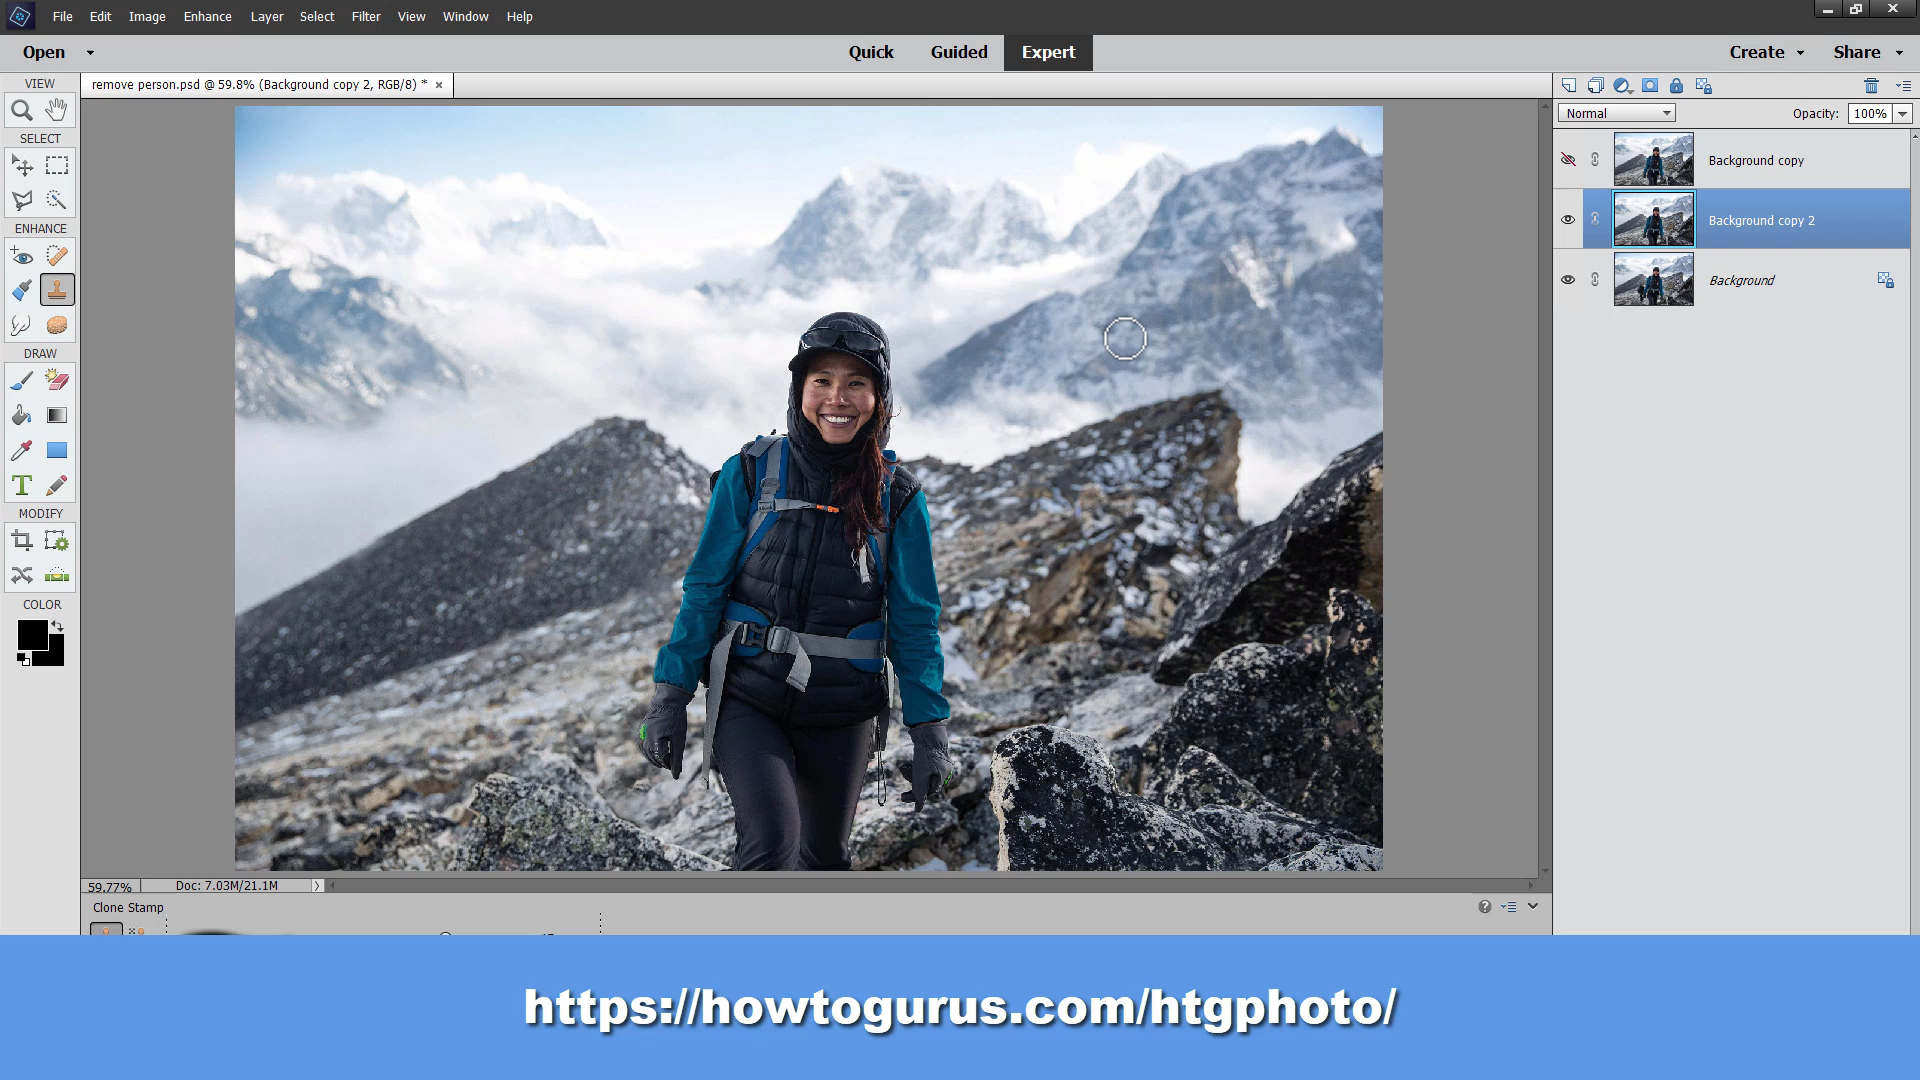 File Edit Image Enhance Layer Select Filter View Window Help
Open Quick Guided Expert Create Share
VIEW
remove person.psd @ 59.8% (Background copy 2, RGB/8) *
Normal Opacity: 100%
SELECT
Background copy
Background copy 2
ENHANCE
Background
DRAW
MODIFY
COLOR
59.77% Doc: 7.03M/21.1M
Clone Stamp
https://howtogurus.com/htgphoto/